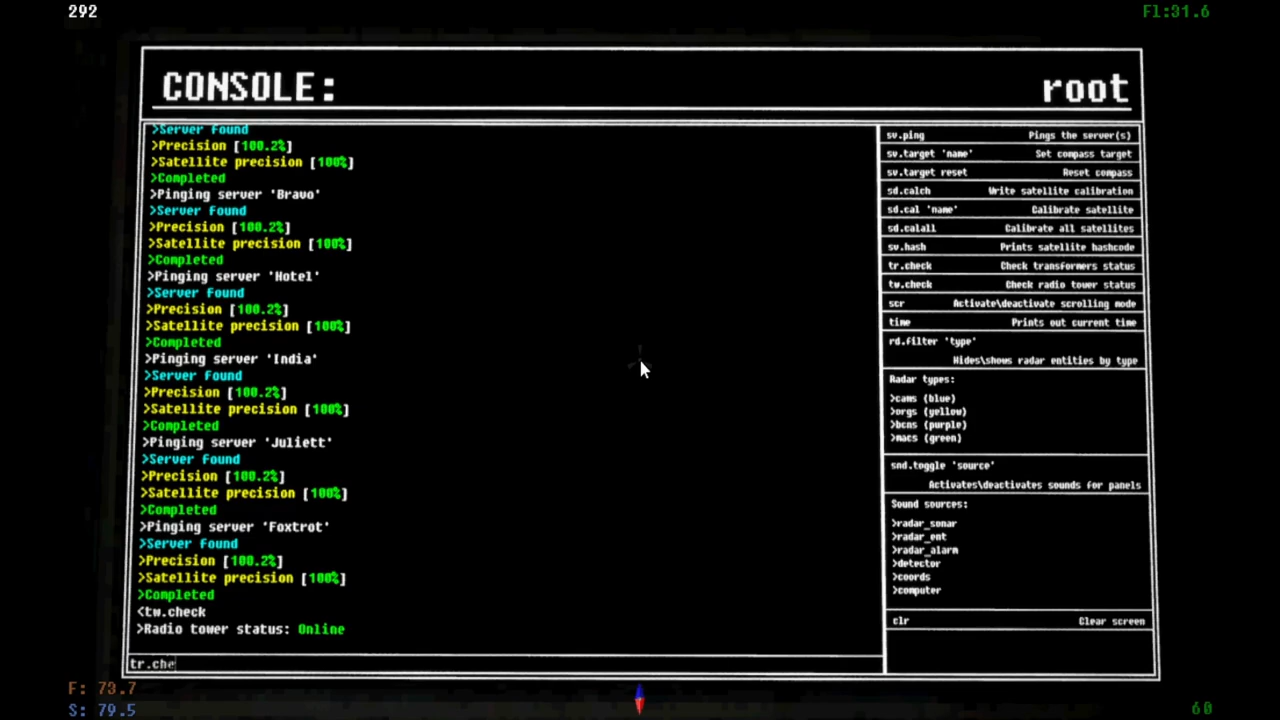 292
Fl:31.6
CONSOLE:
root
>Server found
>Precision [100.2%]
>Satellite precision [100%]
>Completed
>Pinging server 'Bravo'
>Server found
>Precision [100.2%]
>Satellite precision [100%]
>Completed
>Pinging server 'Hotel'
>Server found
>Precision [100.2%]
>Satellite precision [100%]
>Completed
>Pinging server 'India'
>Server found
>Precision [100.2%]
>Satellite precision [100%]
>Completed
>Pinging server 'Juliett'
>Server found
>Precision [100.2%]
>Satellite precision [100%]
>Completed
>Pinging server 'Foxtrot'
>Server found
>Precision [100.2%]
>Satellite precision [100%]
>Completed
<tw.check
>Radio tower status: Online
tr.che
sv.ping Pings the server(s)
sv.target 'name' Set compass target
sv.target reset Reset compass
sd.calch Write satellite calibration
sd.cal 'name' Calibrate satellite
sd.calall Calibrate all satellites
sv.hash Prints satellite hashcode
tr.check Check transformers status
tw.check Check radio tower status
scr Activate\deactivate scrolling mode
time Prints out current time
rd.filter 'type'
Hides\shows radar entities by type
Radar types:
>cams (blue)
>orgs (yellow)
>bcns (purple)
>macs (green)
snd.toggle 'source'
Activates\deactivates sounds for panels
Sound sources:
>radar_sonar
>radar_ent
>radar_alarm
>detector
>coords
>computer
clr Clear screen
F: 73.7
S: 79.5
60